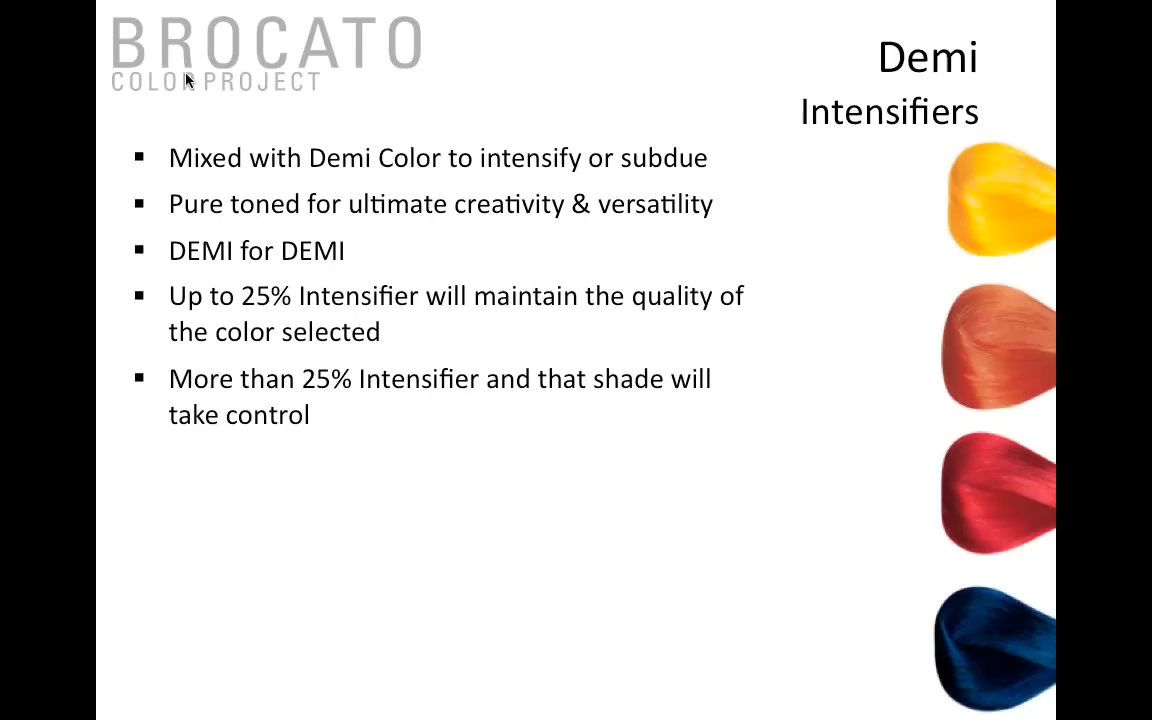 BROCATO
COLOR PROJECT
Demi
Intensifiers
▪ Mixed with Demi Color to intensify or subdue
▪ Pure toned for ultimate creativity & versatility
▪ DEMI for DEMI
▪ Up to 25% Intensifier will maintain the quality of
the color selected
▪ More than 25% Intensifier and that shade will
take control